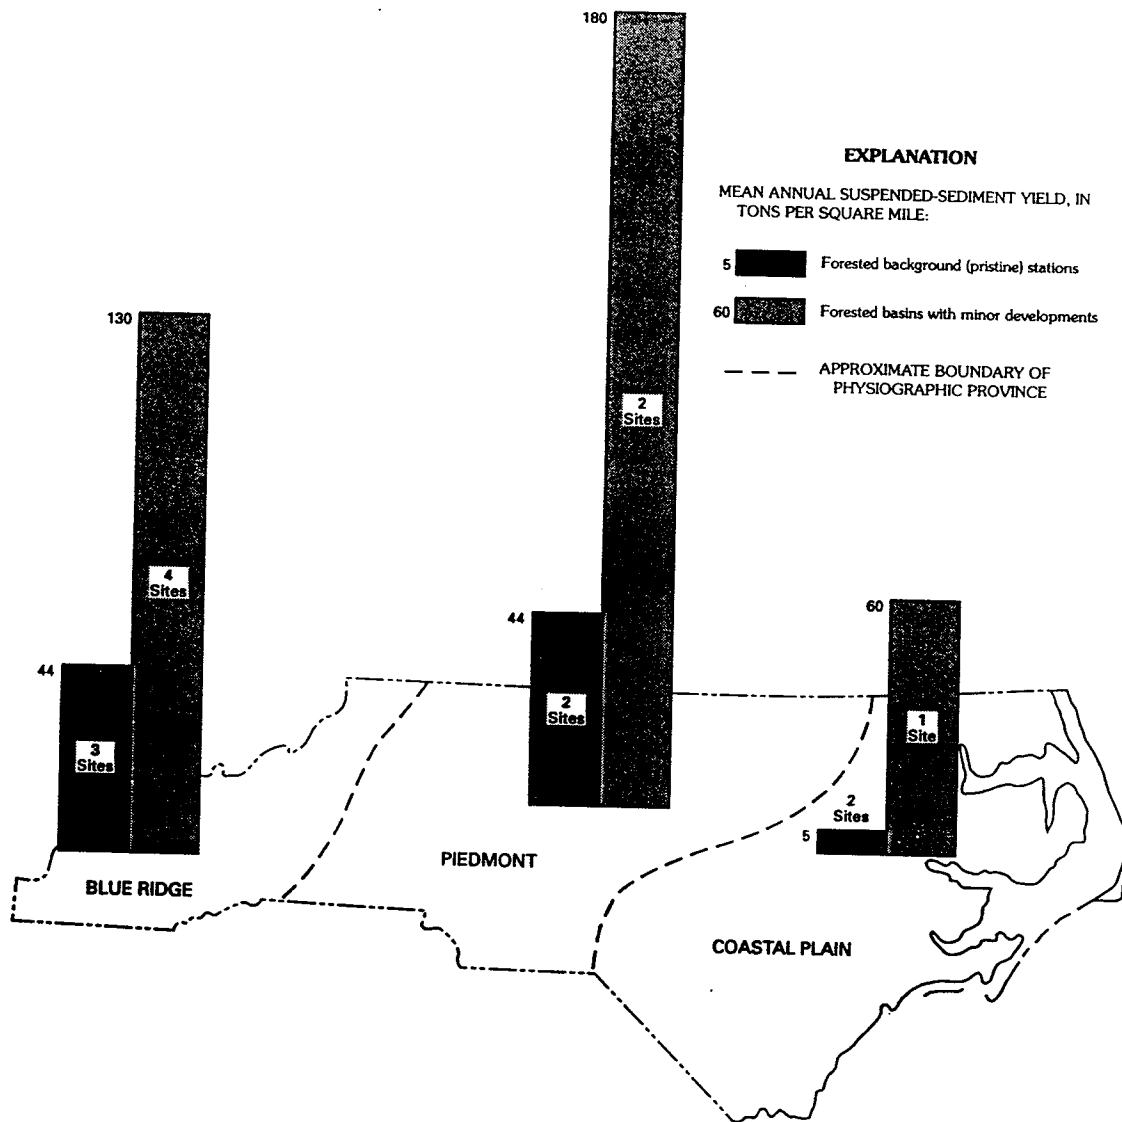 180
EXPLANATION
MEAN ANNUAL SUSPENDED-SEDIMENT YIELD, IN
TONS PER SQUARE MILE:
5 Forested background (pristine) stations
60 Forested basins with minor developments
APPROXIMATE BOUNDARY OF
PHYSIOGRAPHIC PROVINCE
130
2
Sites
4
Sites
44
60
44
2
Sites
1
Site
3
Sites
2
Sites
5
PIEDMONT
BLUE RIDGE
COASTAL PLAIN